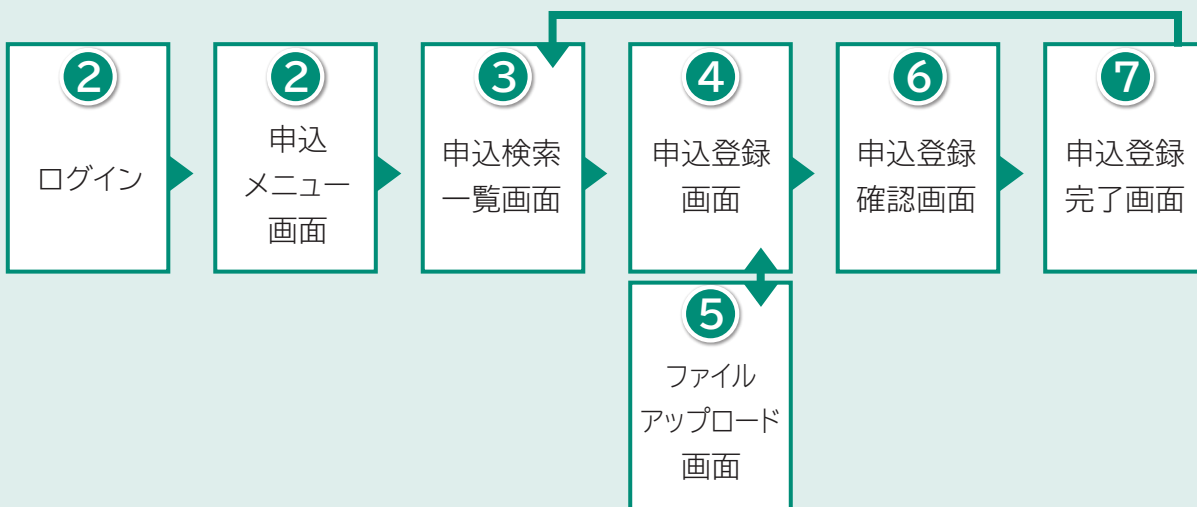 2
ログイン
2
申込
メニュー
画面
3
申込検索
一覧画面
4
申込登録
画面
5
ファイル
アップロード
画面
6
申込登録
確認画面
7
申込登録
完了画面